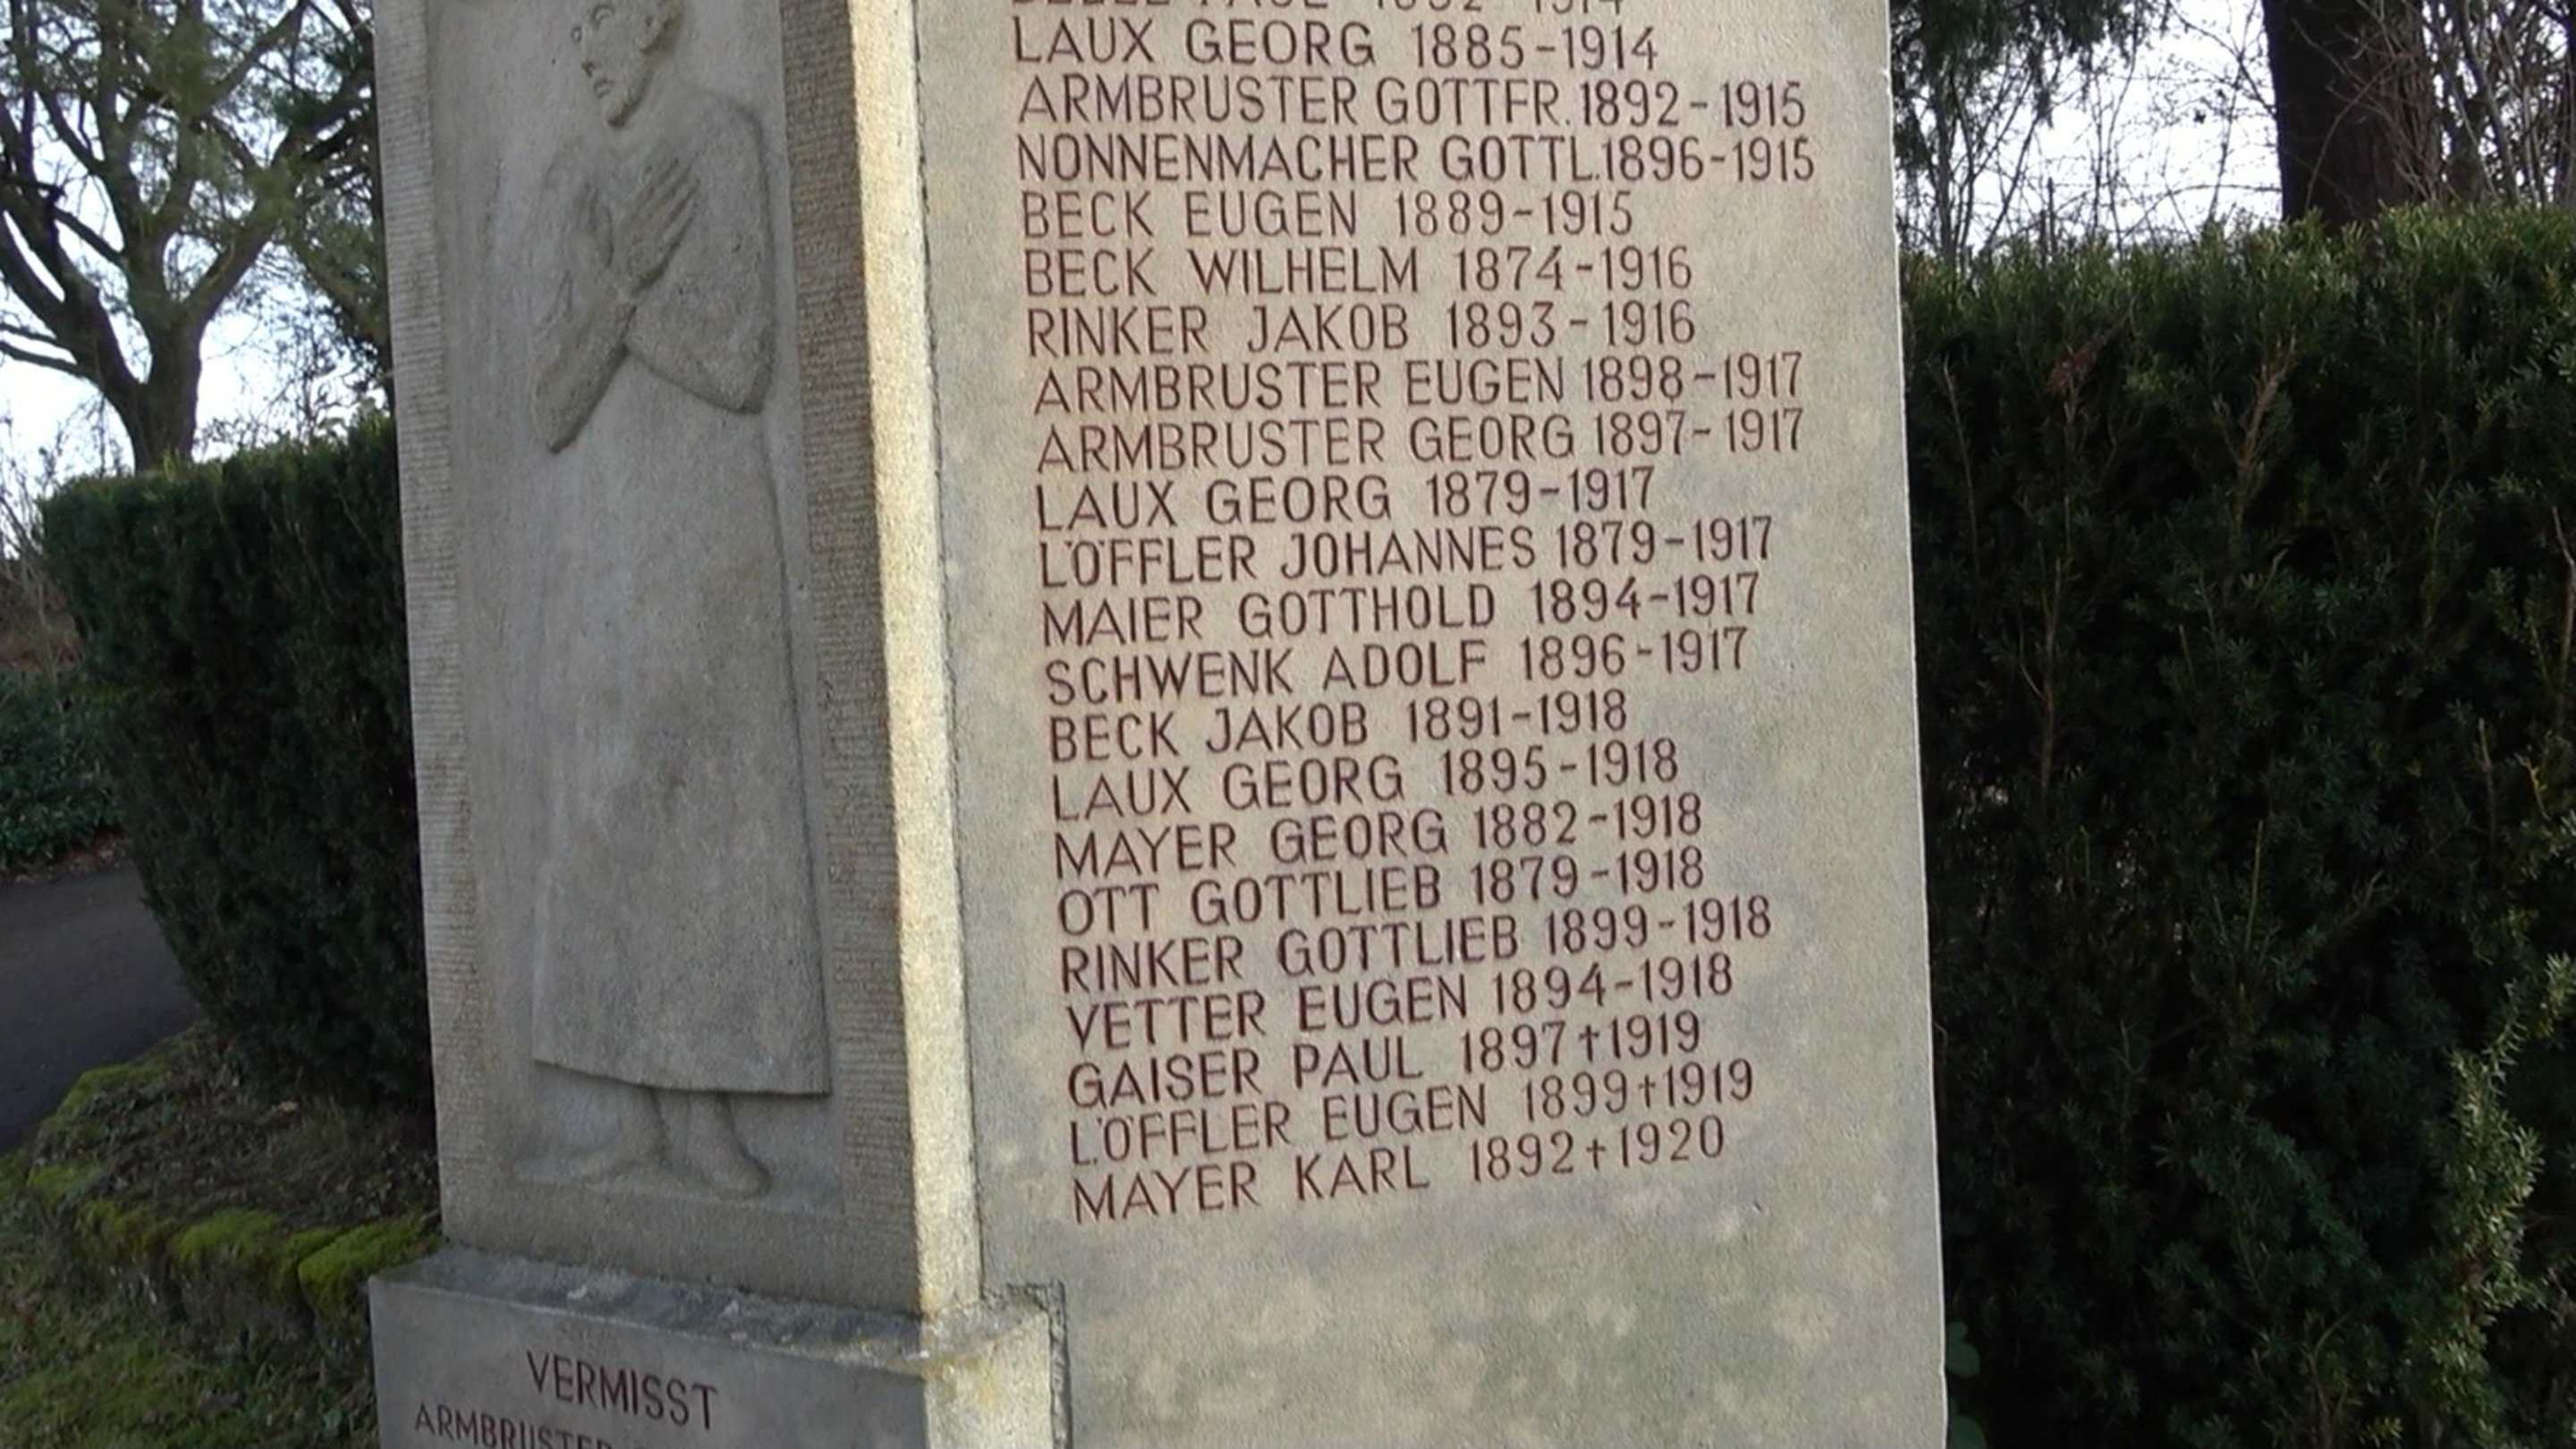 LAUX GEORG 1885-1914
ARMBRUSTER GOTTFR. 1892-1915
NONNENMACHER GOTTL. 1896-1915
BECK EUGEN 1889-1915
BECK WILHELM 1874-1916
RINKER JAKOB 1893-1916
ARMBRUSTER EUGEN 1898-1917
ARMBRUSTER GEORG 1897-1917
LAUX GEORG 1879-1917
LÖFFLER JOHANNES 1879-1917
MAIER GOTTHOLD 1894-1917
SCHWENK ADOLF 1896-1917
BECK JAKOB 1891-1918
LAUX GEORG 1895-1918
MAYER GEORG 1882-1918
OTT GOTTLIEB 1879-1918
RINKER GOTTLIEB 1899-1918
VETTER EUGEN 1894-1918
GAISER PAUL 1897†1919
LÖFFLER EUGEN 1899†1919
MAYER KARL 1892†1920
VERMISST
ARMBRUSTER